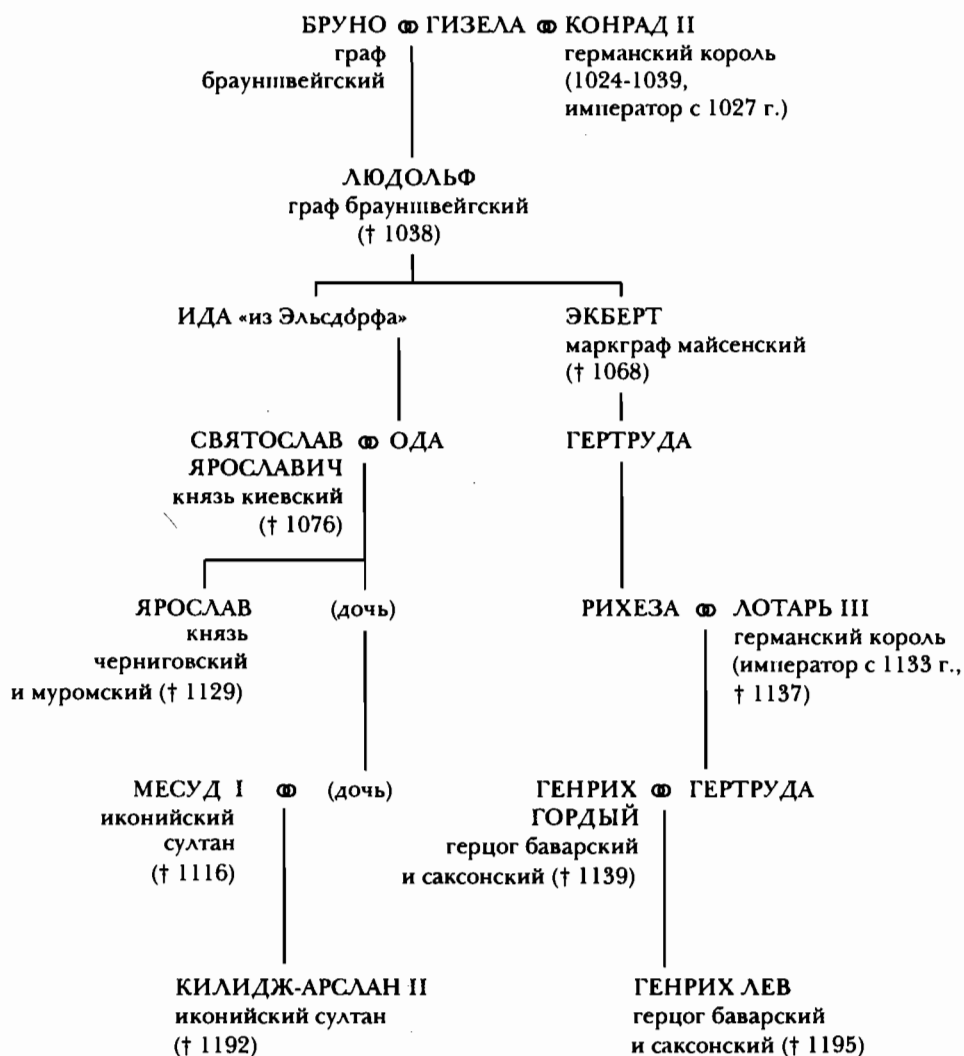 БРУНО ⚭ ГИЗЕЛА ⚭ КОНРАД II
граф
брауншвейгский
германский король
(1024-1039,
император с 1027 г.)
ЛЮДОЛЬФ
граф брауншвейгский
(† 1038)
ИДА «из Эльсдóрфа»
ЭКБЕРТ
маркграф майсенский
(† 1068)
СВЯТОСЛАВ ⚭ ОДА
ЯРОСЛАВИЧ
князь киевский
(† 1076)
ГЕРТРУДА
ЯРОСЛАВ
князь
черниговский
и муромский († 1129)
(дочь)
РИХЕЗА ⚭ ЛОТАРЬ III
германский король
(император с 1133 г.,
† 1137)
МЕСУД I ⚭ (дочь)
иконийский
султан
(† 1116)
ГЕНРИХ ⚭ ГЕРТРУДА
ГОРДЫЙ
герцог баварский
и саксонский († 1139)
КИЛИДЖ-АРСЛАН II
иконийский султан
(† 1192)
ГЕНРИХ ЛЕВ
герцог баварский
и саксонский († 1195)